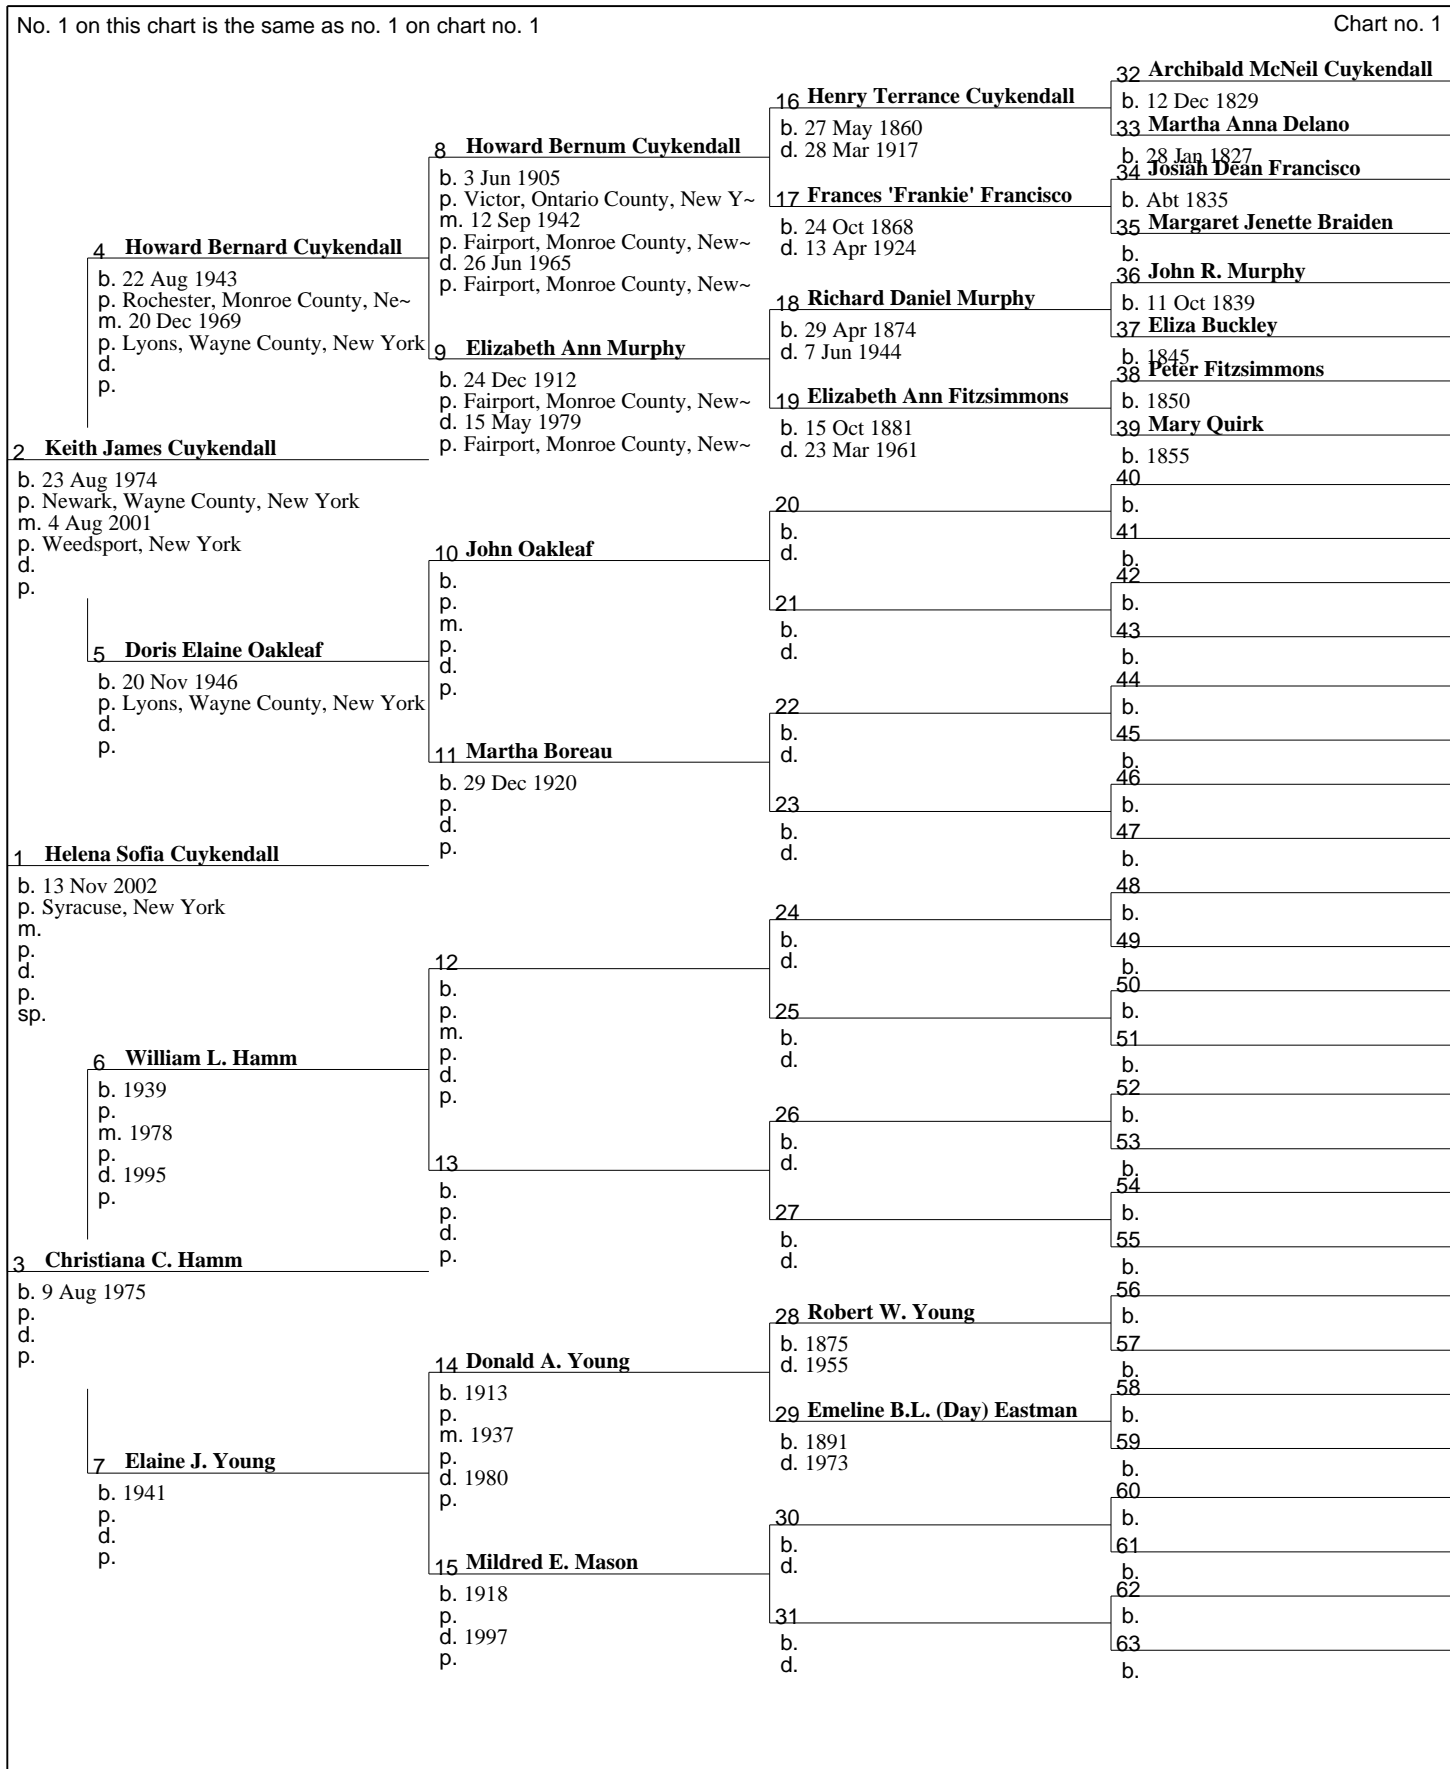 No. 1 on this chart is the same as no. 1 on chart no. 1
Chart no. 1
4 Howard Bernard Cuykendall
b. 22 Aug 1943
p. Rochester, Monroe County, Ne~
m. 20 Dec 1969
p. Lyons, Wayne County, New York
d.
p.
2 Keith James Cuykendall
b. 23 Aug 1974
p. Newark, Wayne County, New York
m. 4 Aug 2001
p. Weedsport, New York
d.
p.
5 Doris Elaine Oakleaf
b. 20 Nov 1946
p. Lyons, Wayne County, New York
d.
p.
1 Helena Sofia Cuykendall
b. 13 Nov 2002
p. Syracuse, New York
m.
p.
d.
p.
sp.
6 William L. Hamm
b. 1939
p.
m. 1978
p.
d. 1995
p.
3 Christiana C. Hamm
b. 9 Aug 1975
p.
d.
p.
7 Elaine J. Young
b. 1941
p.
d.
p.
8 Howard Bernum Cuykendall
b. 3 Jun 1905
p. Victor, Ontario County, New Y~
m. 12 Sep 1942
p. Fairport, Monroe County, New~
d. 26 Jun 1965
p. Fairport, Monroe County, New~
9 Elizabeth Ann Murphy
b. 24 Dec 1912
p. Fairport, Monroe County, New~
d. 15 May 1979
p. Fairport, Monroe County, New~
10 John Oakleaf
b.
p.
m.
p.
d.
p.
11 Martha Boreau
b. 29 Dec 1920
p.
d.
p.
12
b.
p.
m.
p.
d.
p.
13
b.
p.
d.
p.
14 Donald A. Young
b. 1913
p.
m. 1937
p.
d. 1980
p.
15 Mildred E. Mason
b. 1918
p.
d. 1997
p.
16 Henry Terrance Cuykendall
b. 27 May 1860
d. 28 Mar 1917
17 Frances 'Frankie' Francisco
b. 24 Oct 1868
d. 13 Apr 1924
18 Richard Daniel Murphy
b. 29 Apr 1874
d. 7 Jun 1944
19 Elizabeth Ann Fitzsimmons
b. 15 Oct 1881
d. 23 Mar 1961
20
b.
d.
21
b.
d.
22
b.
d.
23
b.
d.
24
b.
d.
25
b.
d.
26
b.
d.
27
b.
d.
28 Robert W. Young
b. 1875
d. 1955
29 Emeline B.L. (Day) Eastman
b. 1891
d. 1973
30
b.
d.
31
b.
d.
32 Archibald McNeil Cuykendall
b. 12 Dec 1829
33 Martha Anna Delano
b. 28 Jan 1827
34 Josiah Dean Francisco
b. Abt 1835
35 Margaret Jenette Braiden
b.
36 John R. Murphy
b. 11 Oct 1839
37 Eliza Buckley
b. 1845
38 Peter Fitzsimmons
b. 1850
39 Mary Quirk
b. 1855
40
b.
41
b.
42
b.
43
b.
44
b.
45
b.
46
b.
47
b.
48
b.
49
b.
50
b.
51
b.
52
b.
53
b.
54
b.
55
b.
56
b.
57
b.
58
b.
59
b.
60
b.
61
b.
62
b.
63
b.